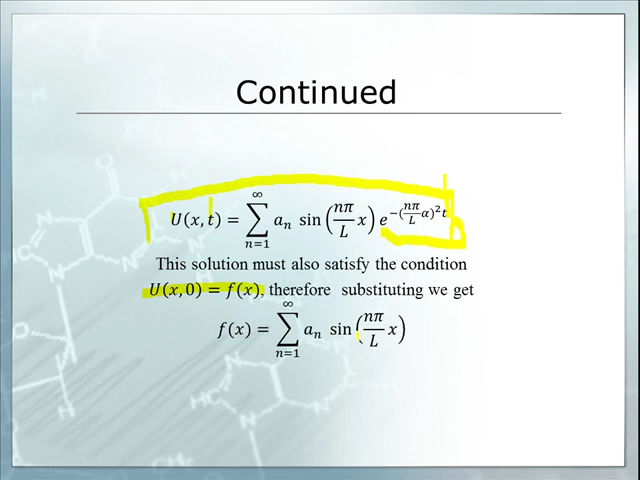 Continued
U(x, t) = ∑_{n=1}^{∞} a_n sin(nπ/L x) e^{−(nπ/L α)²t}
This solution must also satisfy the condition
U(x, 0) = f(x), therefore substituting we get
f(x) = ∑_{n=1}^{∞} a_n sin(nπ/L x)